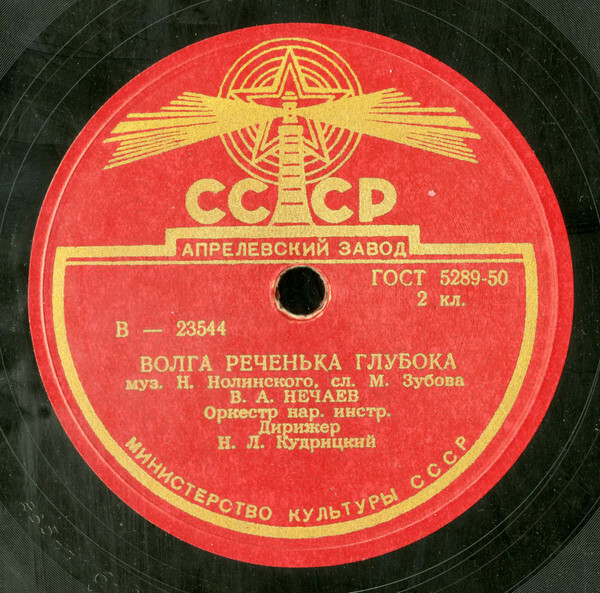 СССР
АПРЕЛЕВСКИЙ ЗАВОД
ГОСТ 5289-50
2 кл.
В — 23544
ВОЛГА РЕЧЕНЬКА ГЛУБОКА
муз. Н. Нолинского, сл. М. Зубова
В. А. НЕЧАЕВ
Оркестр нар. инстр.
Дирижер
Н. Л. Кудрицкий
МИНИСТЕРСТВО КУЛЬТУРЫ СССР